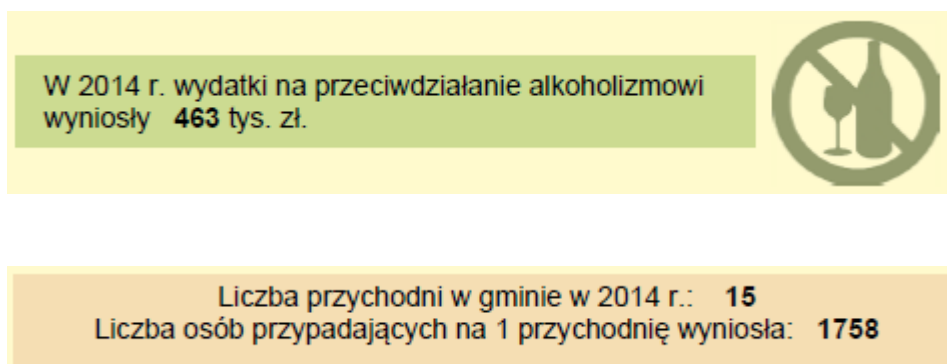 W 2014 r. wydatki na przeciwdziałanie alkoholizmowi
wyniosły 463 tys. zł.
Liczba przychodni w gminie w 2014 r.: 15
Liczba osób przypadających na 1 przychodnię wyniosła: 1758